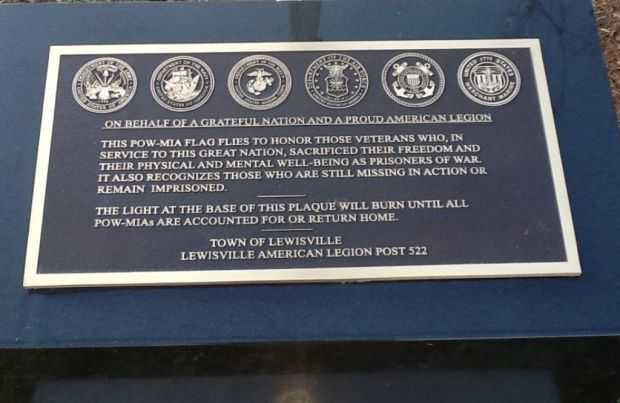 ON BEHALF OF A GRATEFUL NATION AND A PROUD AMERICAN LEGION
THIS POW-MIA FLAG FLIES TO HONOR THOSE VETERANS WHO, IN
SERVICE TO THIS GREAT NATION, SACRIFICED THEIR FREEDOM AND
THEIR PHYSICAL AND MENTAL WELL-BEING AS PRISONERS OF WAR.
IT ALSO RECOGNIZES THOSE WHO ARE STILL MISSING IN ACTION OR
REMAIN IMPRISONED.
THE LIGHT AT THE BASE OF THIS PLAQUE WILL BURN UNTIL ALL
POW-MIAs ARE ACCOUNTED FOR OR RETURN HOME.
TOWN OF LEWISVILLE
LEWISVILLE AMERICAN LEGION POST 522